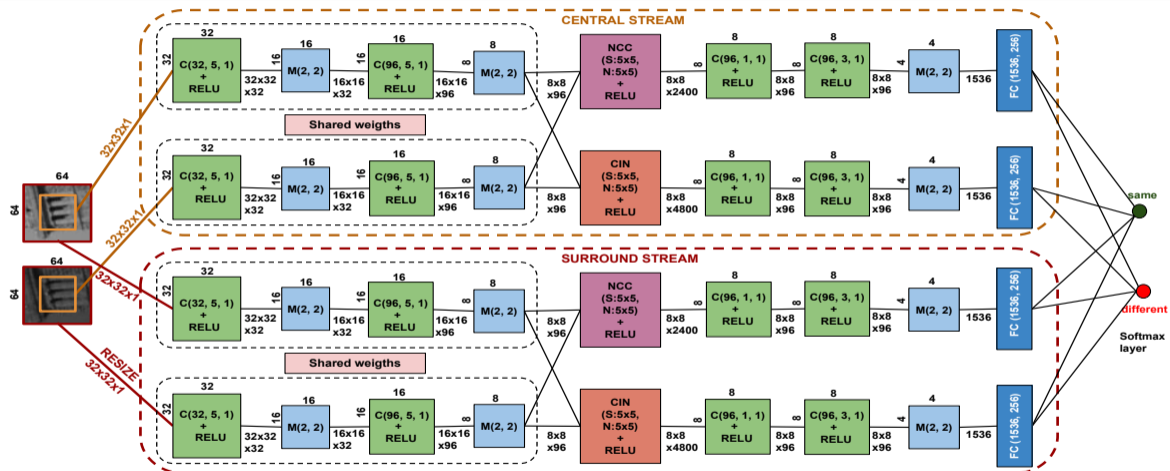 CENTRAL STREAM
32
32
C(32, 5, 1)
+
RELU
32x32
x32
16
M(2, 2)
16x16
x32
16
16
C(96, 5, 1)
+
RELU
16x16
x96
8
8
M(2, 2)
8x8
x96
NCC
(S:5x5,
N:5x5)
+
RELU
8x8
x2400
8
C(96, 1, 1)
+
RELU
8x8
x96
8
8
C(96, 3, 1)
+
RELU
8x8
x96
4
4
M(2, 2)
1536
FC (1536, 256)
Shared weigths
32
32
C(32, 5, 1)
+
RELU
32x32
x32
16
M(2, 2)
16x16
x32
16
16
C(96, 5, 1)
+
RELU
16x16
x96
8
8
M(2, 2)
8x8
x96
CIN
(S:5x5,
N:5x5)
+
RELU
8x8
x4800
8
C(96, 1, 1)
+
RELU
8x8
x96
8
8
C(96, 3, 1)
+
RELU
8x8
x96
4
4
M(2, 2)
1536
FC (1536, 256)
32x32x1
32x32x1
64
64
64
64
32x32x1
RESIZE
32x32x1
SURROUND STREAM
32
32
C(32, 5, 1)
+
RELU
32x32
x32
16
M(2, 2)
16x16
x32
16
16
C(96, 5, 1)
+
RELU
16x16
x96
8
8
M(2, 2)
8x8
x96
NCC
(S:5x5,
N:5x5)
+
RELU
8x8
x2400
8
C(96, 1, 1)
+
RELU
8x8
x96
8
8
C(96, 3, 1)
+
RELU
8x8
x96
4
4
M(2, 2)
1536
FC (1536, 256)
Shared weigths
32
32
C(32, 5, 1)
+
RELU
32x32
x32
16
M(2, 2)
16x16
x32
16
16
C(96, 5, 1)
+
RELU
16x16
x96
8
8
M(2, 2)
8x8
x96
CIN
(S:5x5,
N:5x5)
+
RELU
8x8
x4800
8
C(96, 1, 1)
+
RELU
8x8
x96
8
8
C(96, 3, 1)
+
RELU
8x8
x96
4
4
M(2, 2)
1536
FC (1536, 256)
same
different
Softmax
layer